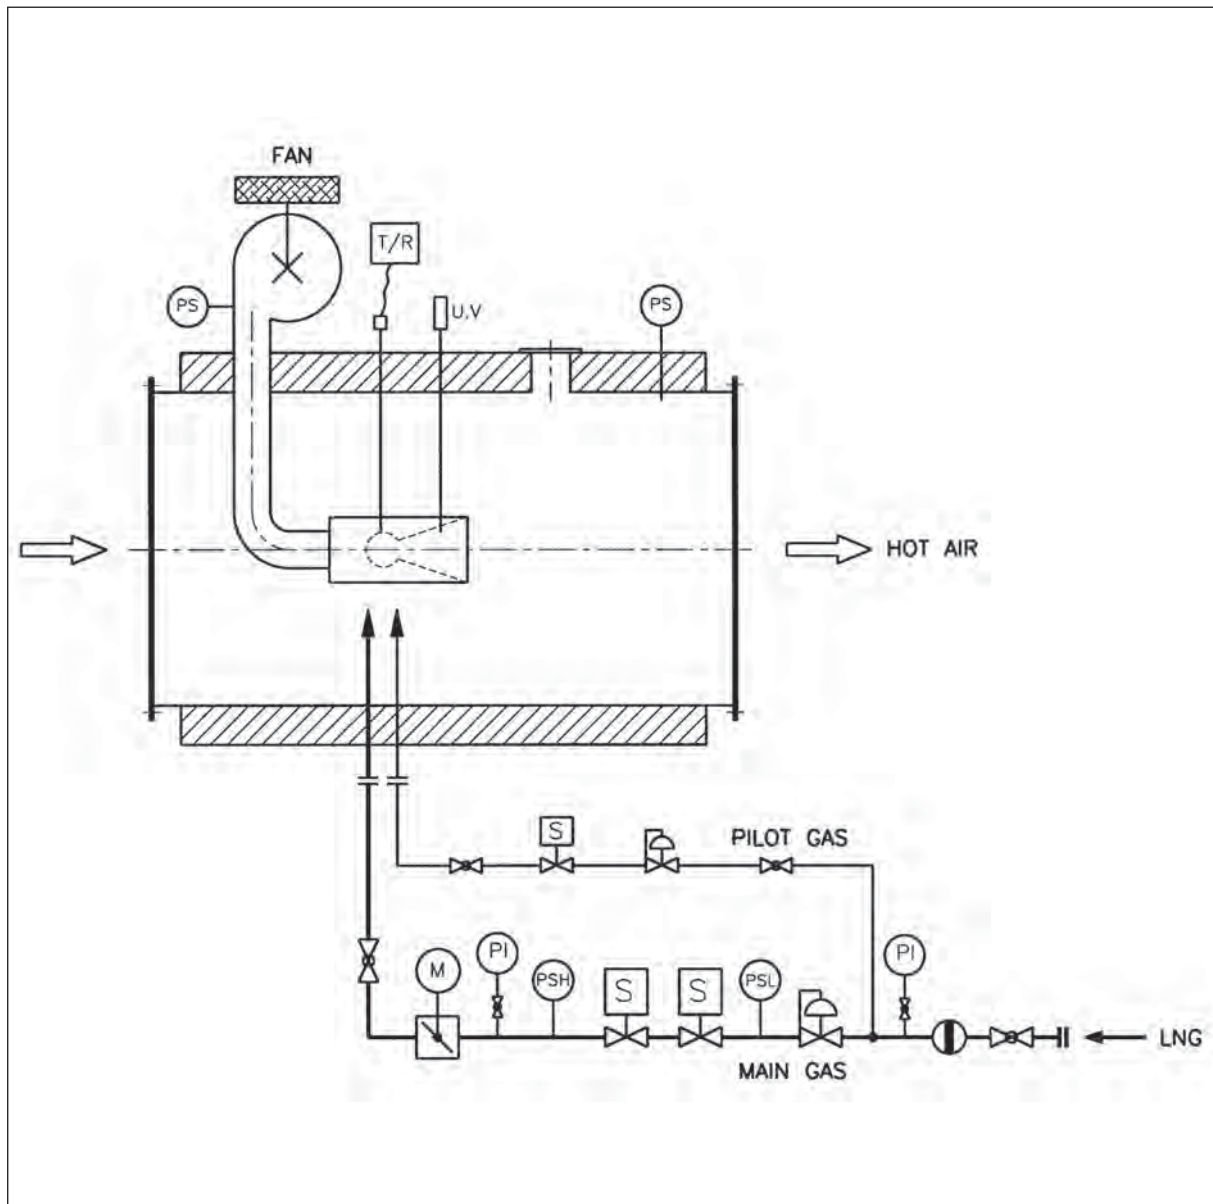 FAN
T/R
PS
U.V
PS
HOT AIR
S
PILOT GAS
M
PI
PSH
S
S
PSL
PI
MAIN GAS
LNG